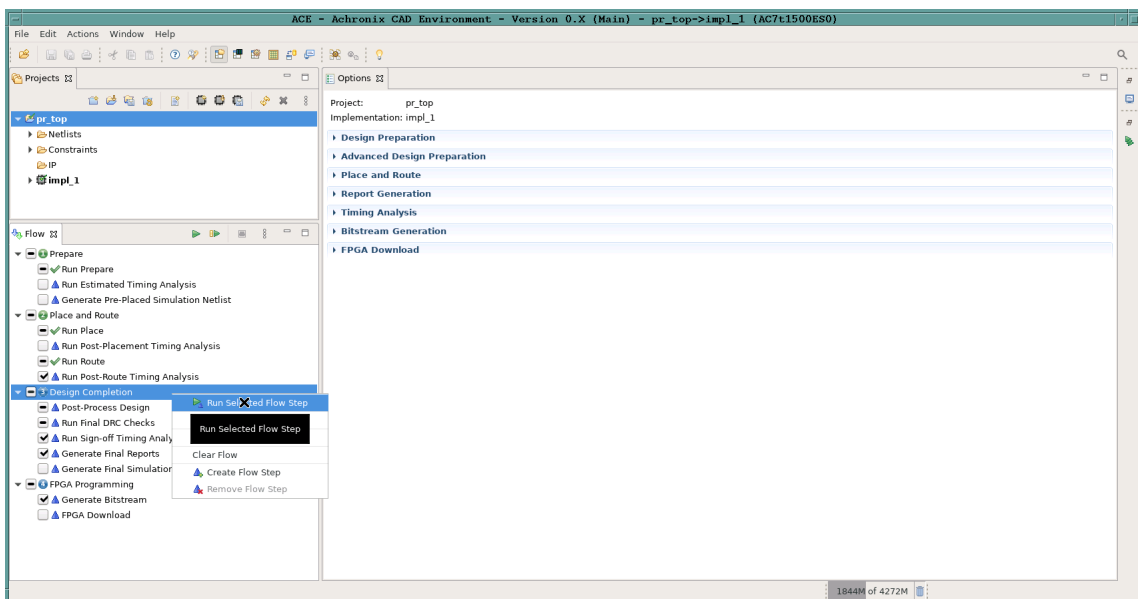 ACE - Achronix CAD Environment - Version 0.X (Main) - pr_top->impl_1 (AC7t1500ES0)
File Edit Actions Window Help
Projects
pr_top
Netlists
Constraints
IP
impl_1
Flow
Prepare
Run Prepare
Run Estimated Timing Analysis
Generate Pre-Placed Simulation Netlist
Place and Route
Run Place
Run Post-Placement Timing Analysis
Run Route
Run Post-Route Timing Analysis
Design Completion
Post-Process Design
Run Final DRC Checks
Run Sign-off Timing Analy
Generate Final Reports
Generate Final Simulation
FPGA Programming
Generate Bitstream
FPGA Download
Run Selected Flow Step
Run Selected Flow Step
Clear Flow
Create Flow Step
Remove Flow Step
Options
Project: pr_top
Implementation: impl_1
Design Preparation
Advanced Design Preparation
Place and Route
Report Generation
Timing Analysis
Bitstream Generation
FPGA Download
1844M of 4272M